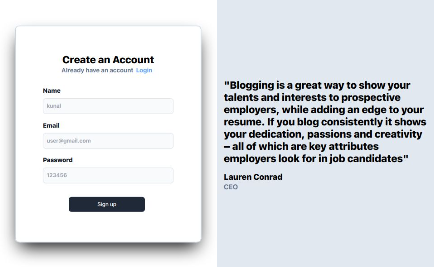 Create an Account
Already have an account Login
Name
kunal
Email
user@gmail.com
Password
123456
Sign up
"Blogging is a great way to show your
talents and interests to prospective
employers, while adding an edge to your
resume. If you blog consistently it shows
your dedication, passions and creativity
– all of which are key attributes
employers look for in job candidates"
Lauren Conrad
CEO